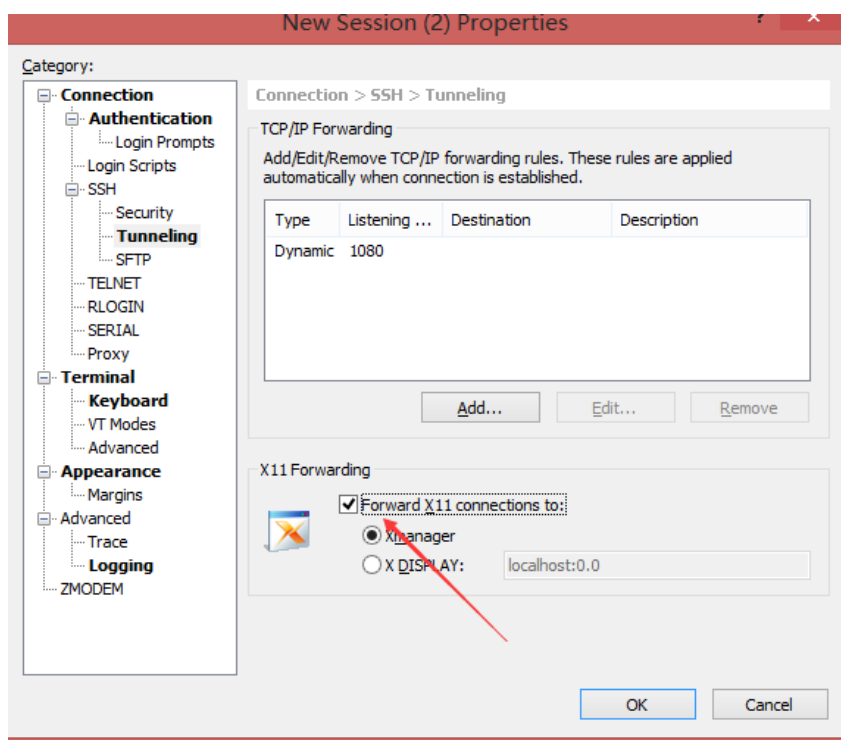 New Session (2) Properties
? ×
Category:
Connection
Authentication
Login Prompts
Login Scripts
SSH
Security
Tunneling
SFTP
TELNET
RLOGIN
SERIAL
Proxy
Terminal
Keyboard
VT Modes
Advanced
Appearance
Margins
Advanced
Trace
Logging
ZMODEM
Connection > SSH > Tunneling
TCP/IP Forwarding
Add/Edit/Remove TCP/IP forwarding rules. These rules are applied
automatically when connection is established.
Type Listening ... Destination Description
Dynamic 1080
Add... Edit... Remove
X11 Forwarding
Forward X11 connections to:
Xmanager
X DISPLAY: localhost:0.0
OK Cancel